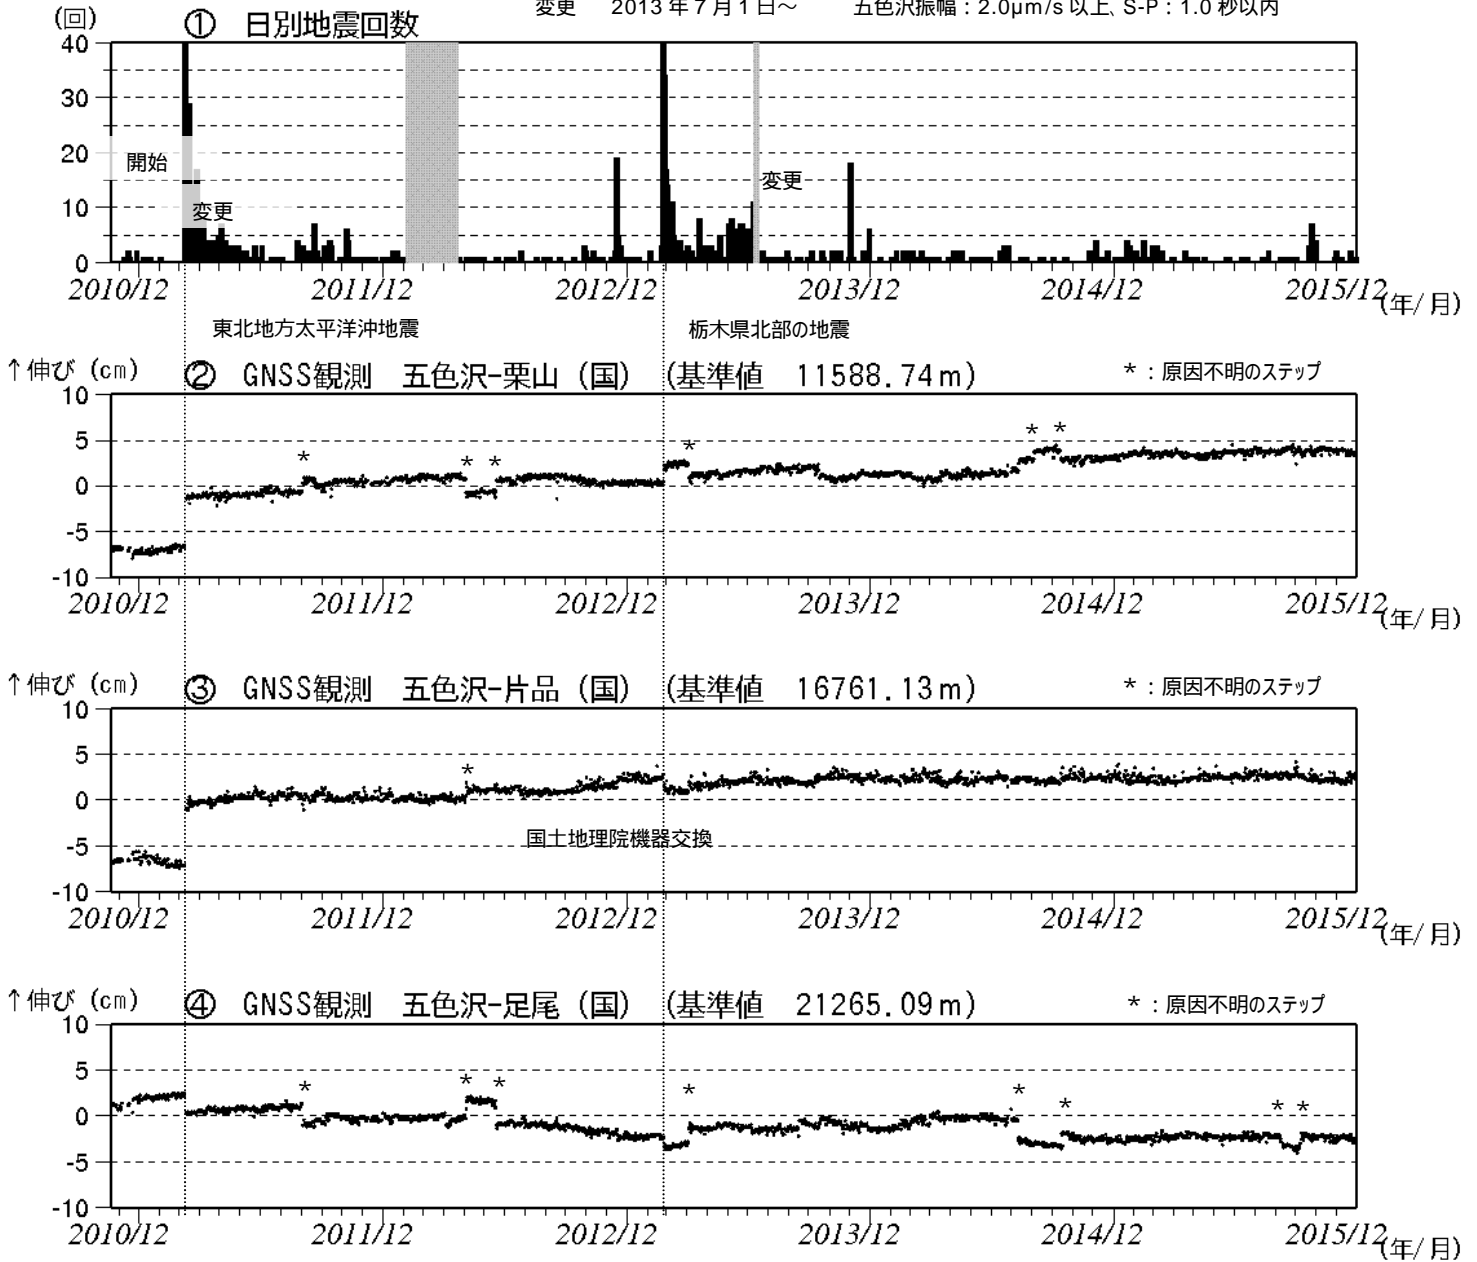 変更 2013年7月1日～ 五色沢振幅：2.0μm/s 以上、S-P：1.0 秒以内
(回) ① 日別地震回数
40
30
20
10
0
開始
変更
変更
2010/12 2011/12 2012/12 2013/12 2014/12 2015/12 (年/月)
東北地方太平洋沖地震 栃木県北部の地震
↑伸び (cm) ② GNSS観測 五色沢-栗山 (国) (基準値 11588.74m) *：原因不明のステップ
10
5
0
-5
-10
* * * * * *
2010/12 2011/12 2012/12 2013/12 2014/12 2015/12 (年/月)
↑伸び (cm) ③ GNSS観測 五色沢-片品 (国) (基準値 16761.13m) *：原因不明のステップ
10
5
0
-5
-10
*
国土地理院機器交換
2010/12 2011/12 2012/12 2013/12 2014/12 2015/12 (年/月)
↑伸び (cm) ④ GNSS観測 五色沢-足尾 (国) (基準値 21265.09m) *：原因不明のステップ
10
5
0
-5
-10
* * * * * * * *
2010/12 2011/12 2012/12 2013/12 2014/12 2015/12 (年/月)